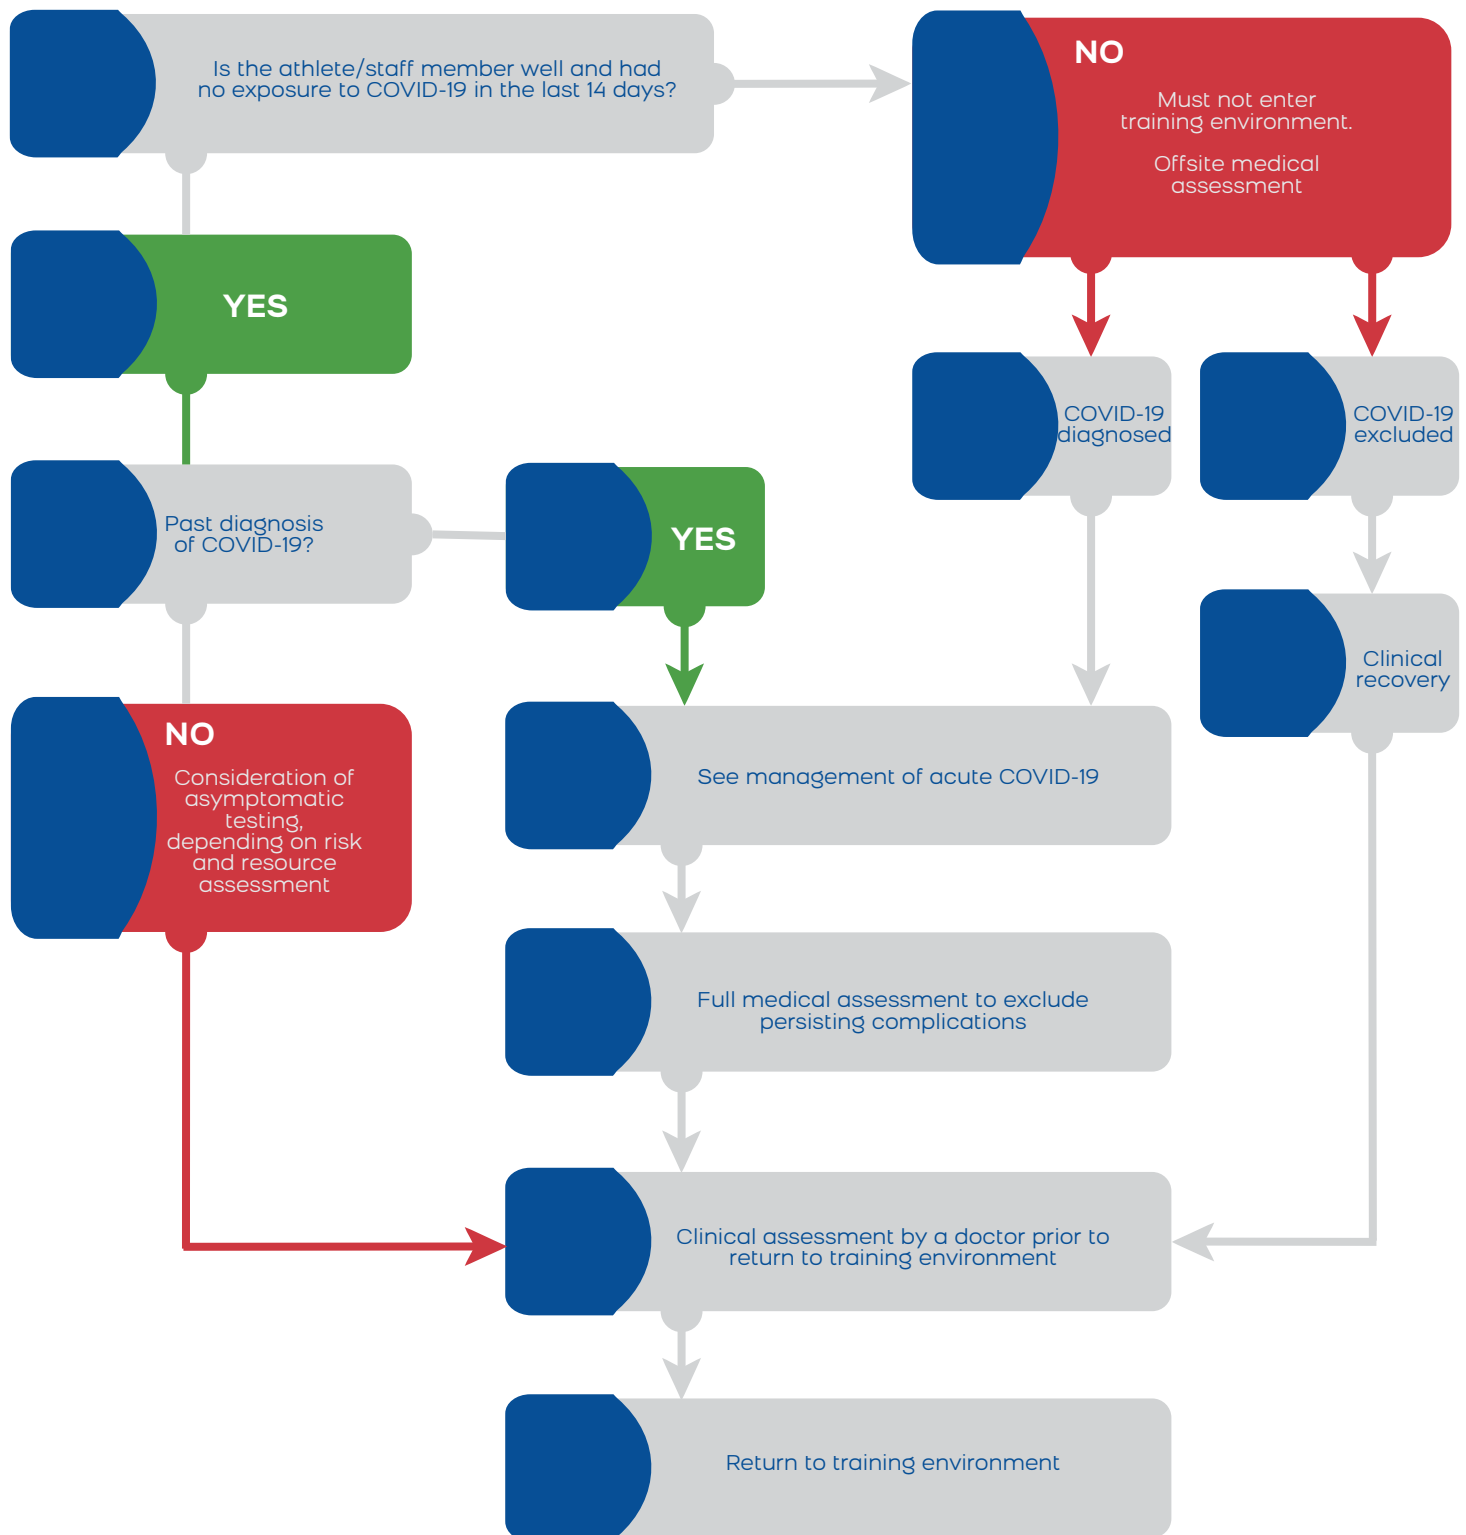 Is the athlete/staff member well and had
no exposure to COVID-19 in the last 14 days?
NO
Must not enter
training environment.
Offsite medical
assessment
YES
COVID-19
diagnosed
COVID-19
excluded
Past diagnosis
of COVID-19?
YES
Clinical
recovery
NO
Consideration of
asymptomatic
testing,
depending on risk
and resource
assessment
See management of acute COVID-19
Full medical assessment to exclude
persisting complications
Clinical assessment by a doctor prior to
return to training environment
Return to training environment